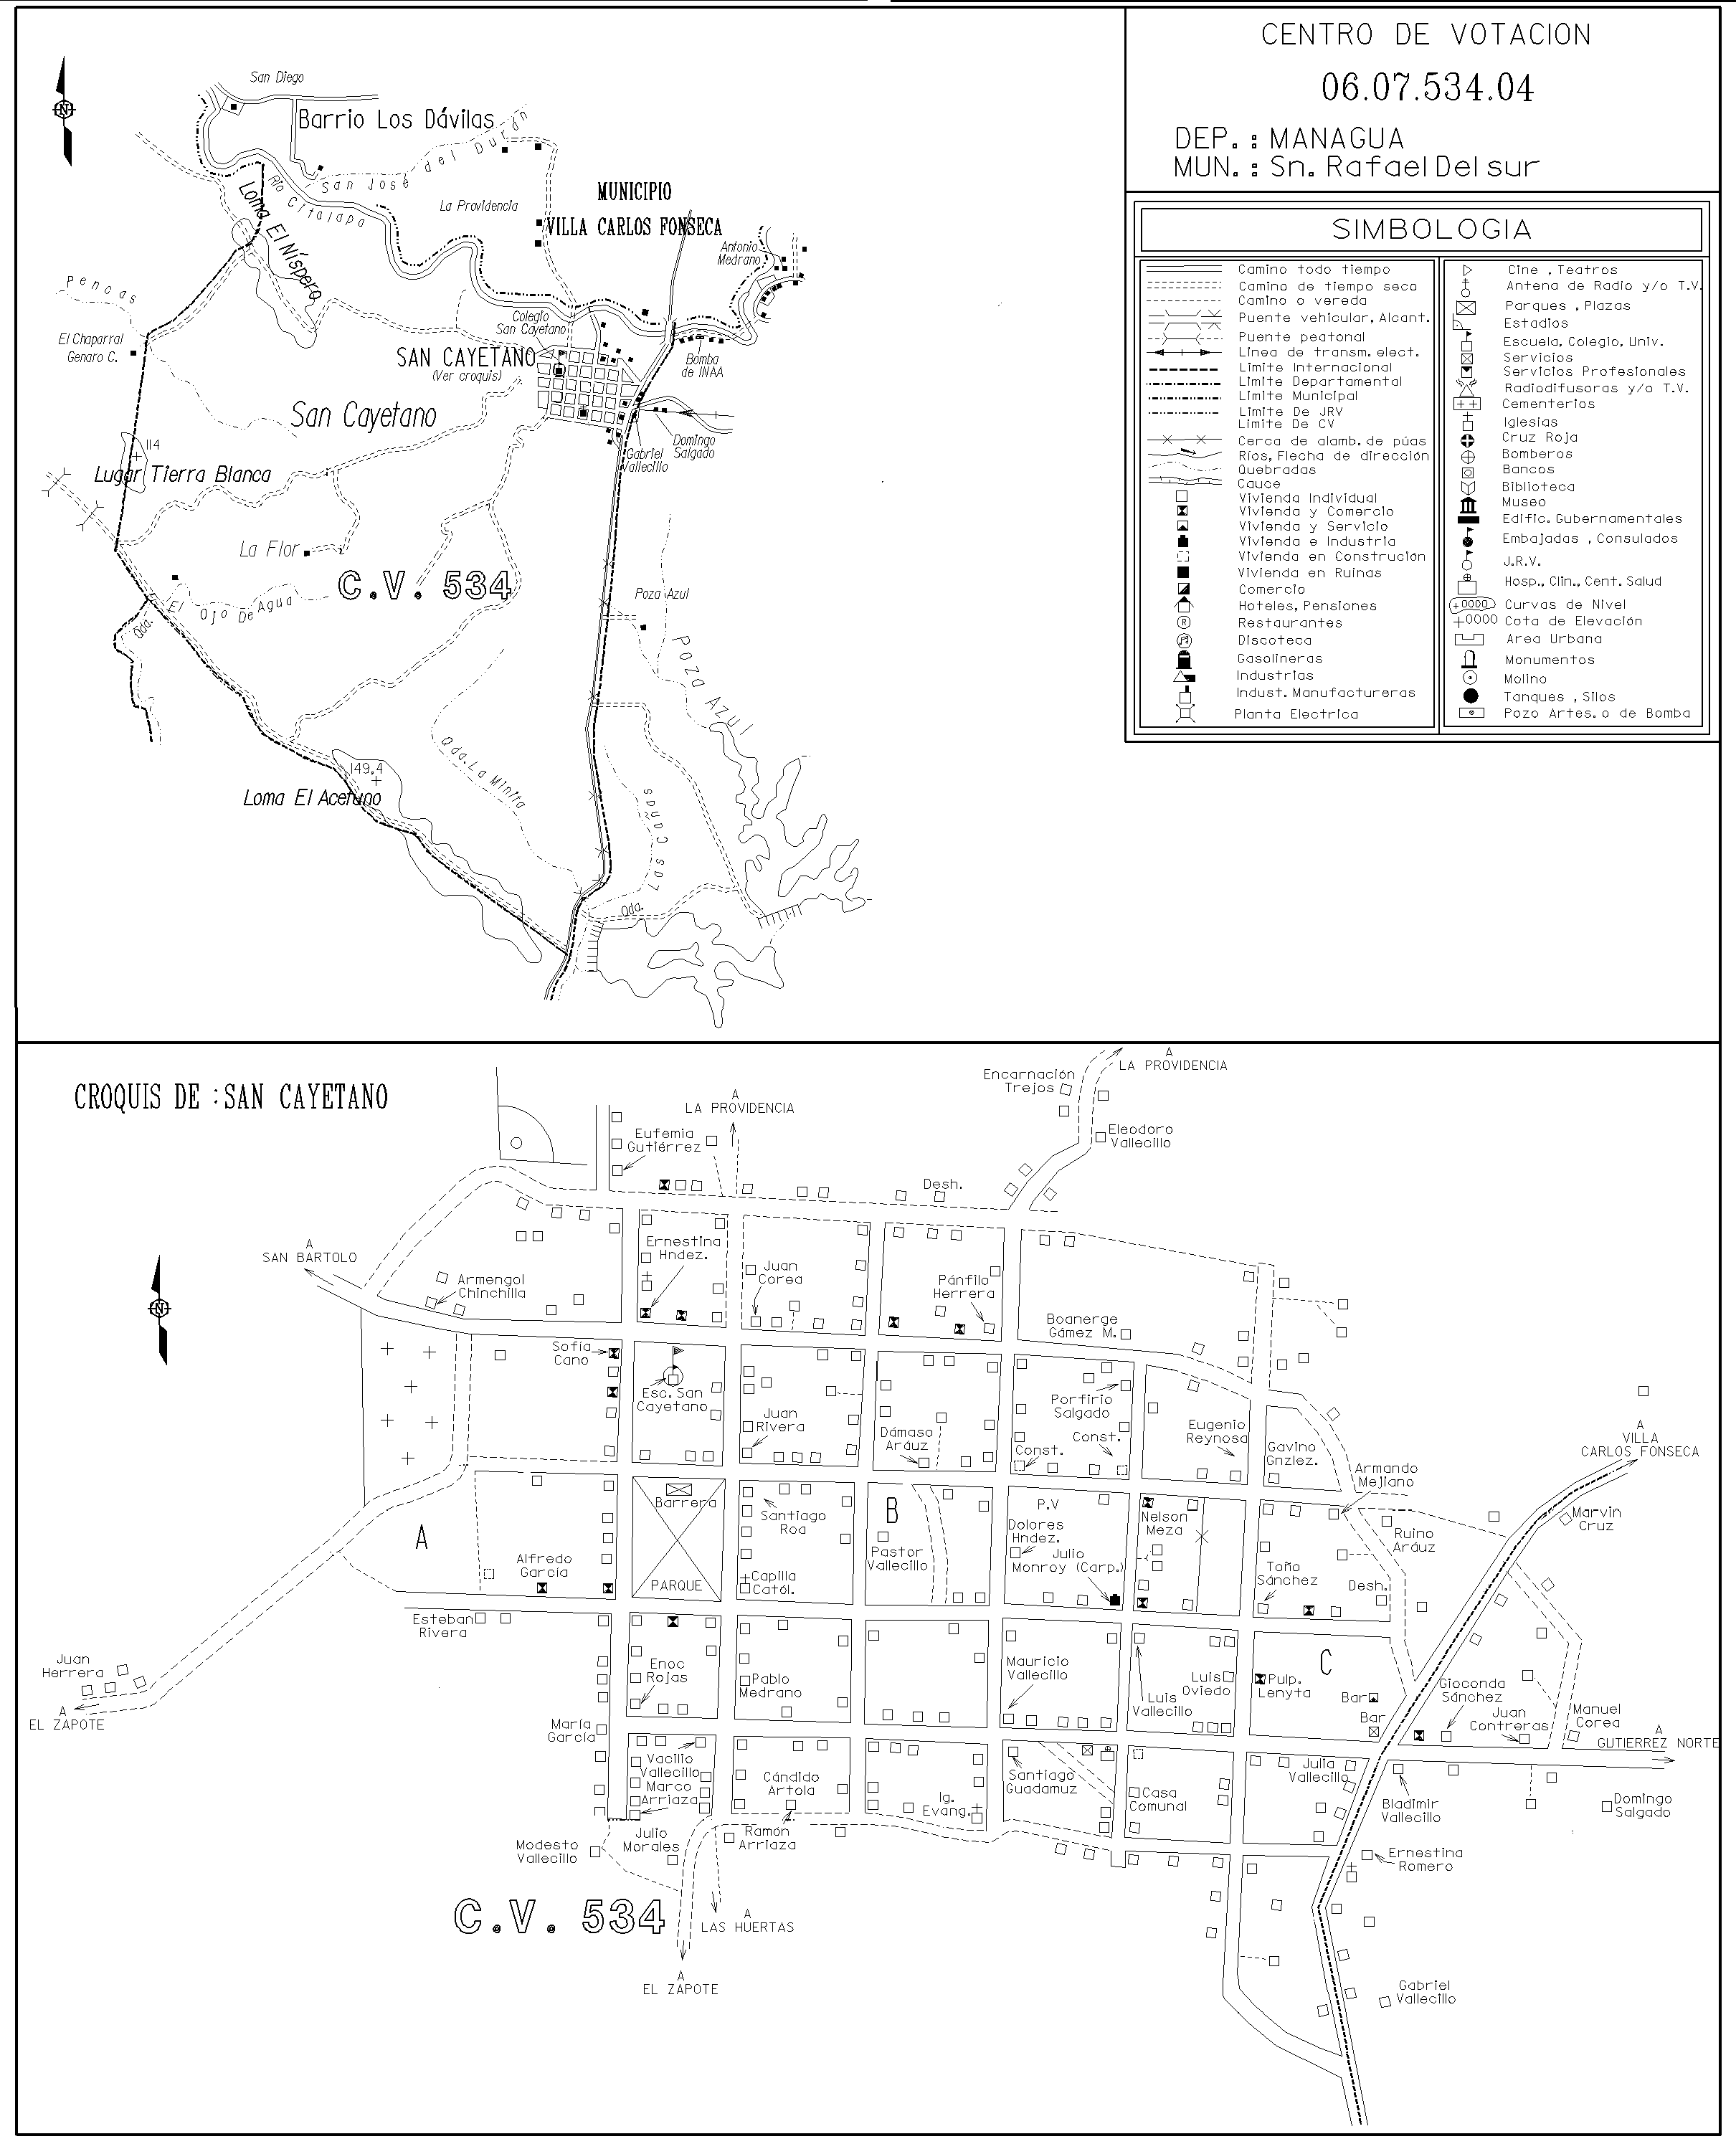 CENTRO DE VOTACION
06.07.534.04
DEP. : MANAGUA
MUN. : Sn. Rafael Del sur
SIMBOLOGIA
Camino todo tiempo
Camino de tiempo seca
Camino o vereda
Puente vehicular, Alcant.
Puente peatonal
Linea de transm. elect.
Limite Internacional
Limite Departamental
Limite Municipal
Limite De JRV
Limite De CV
Cerca de alamb. de púas
Ríos, Flecha de dirección
Quebradas
Cauce
Vivienda Individual
Vivienda y Comercio
Vivienda y Servicio
Vivienda e Industria
Vivienda en Construción
Vivienda en Ruinas
Comercio
Hoteles, Pensiones
Restaurantes
Discoteca
Gasolineras
Industrias
Indust. Manufactureras
Planta Electrica
Cine , Teatros
Antena de Radio y/o T.V.
Parques , Plazas
Estadios
Escuela, Colegio, Univ.
Servicios
Servicios Profesionales
Radiodifusoras y/o T.V.
Cementerios
Iglesias
Cruz Roja
Bomberos
Bancos
Biblioteca
Museo
Edific. Gubernamentales
Embajadas , Consulados
J.R.V.
Hosp., Clin., Cent. Salud
+0000 Curvas de Nivel
+0000 Cota de Elevación
Area Urbana
Monumentos
Molino
Tanques , Silos
Pozo Artes. o de Bomba
N
San Diego
Barrio Los Dávilas
San José del Durán
Río Citalapa
La Providencia
MUNICIPIO
VILLA CARLOS FONSECA
Antonio
Medrano
Loma El Níspero
Pencas
El Chaparral
Genaro C.
Colegio
San Cayetano
SAN CAYETANO
(Ver croquis)
Bomba
de INAA
San Cayetano
Domingo
Salgado
Gabriel
Vallecillo
114
Lugar Tierra Blanca
La Flor
C.V. 534
Qda. El Ojo De Agua
Poza Azul
Poza Azul
Qda. La Minita
149.4
Loma El Acetuno
Qda. Las Cañas
CROQUIS DE : SAN CAYETANO
N
A
LA PROVIDENCIA
Encarnación
Trejos
A
LA PROVIDENCIA
Eufemia
Gutiérrez
Eleodoro
Vallecillo
Desh.
A
SAN BARTOLO
Ernestina
Hndez.
Juan
Corea
Armengol
Chinchilla
Pánfilo
Herrera
Boanerge
Gámez M.
Sofía
Cano
Esc. San
Cayetano
Juan
Rivera
Dámaso
Aráuz
Porfirio
Salgado
Const.
Const.
Eugenio
Reynosa
Gavino
Gnzlez.
A
VILLA
CARLOS FONSECA
Armando
Mejiano
Barrera
Santiago
Roa
B
P.V
Dolores
Hndez.
Julio
Monroy (Carp.)
Nelson
Meza
Marvin
Cruz
Ruino
Aráuz
A
Alfredo
García
PARQUE
Capilla
Catól.
Pastor
Vallecillo
Toño
Sánchez
Desh.
Esteban
Rivera
Juan
Herrera
A
EL ZAPOTE
Enoc
Rojas
Pablo
Medrano
Mauricio
Vallecillo
Luis
Vallecillo
Luis
Oviedo
Pulp.
Lenyta
C
Bar
Bar
Gioconda
Sánchez
Juan
Contreras
Manuel
Corea
A
GUTIERREZ NORTE
María
García
Vacilio
Vallecillo
Marco
Arriaza
Cándido
Artola
Ig.
Evang.
Santiago
Guadamuz
Casa
Comunal
Julia
Vallecillo
Bladimir
Vallecillo
Domingo
Salgado
Modesto
Vallecillo
Julio
Morales
Ramón
Arriaza
Ernestina
Romero
C.V. 534
A
LAS HUERTAS
A
EL ZAPOTE
Gabriel
Vallecillo